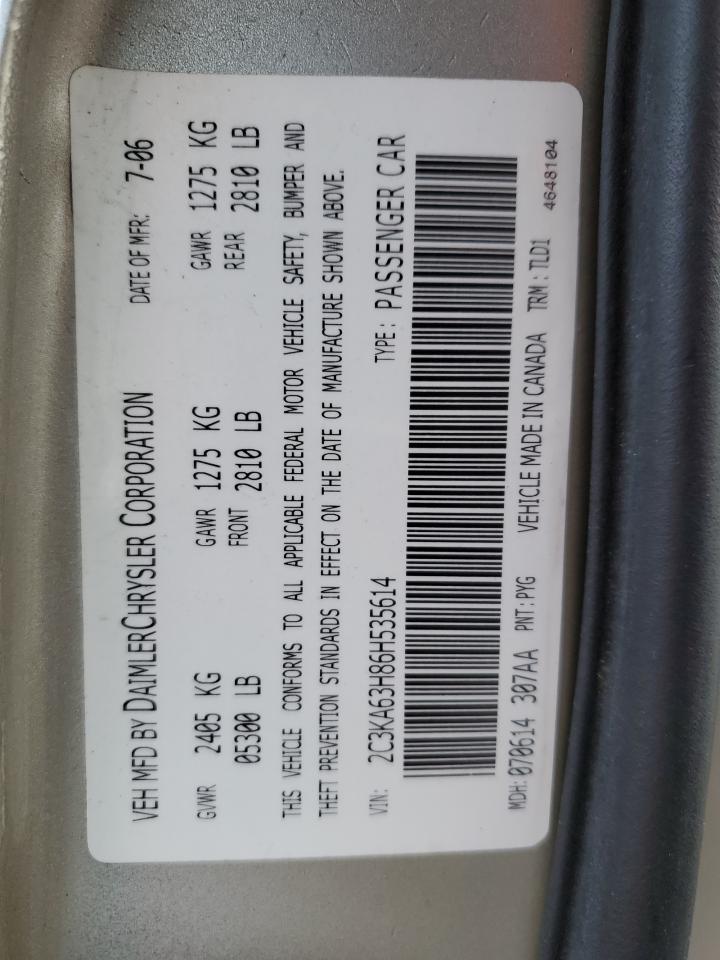 VEH MFD BY DAIMLERCHRYSLER CORPORATION DATE OF MFR: 7-06
GVWR 2405 KG GAWR 1275 KG GAWR 1275 KG
05300 LB FRONT 2810 LB REAR 2810 LB
THIS VEHICLE CONFORMS TO ALL APPLICABLE FEDERAL MOTOR VEHICLE SAFETY, BUMPER AND
THEFT PREVENTION STANDARDS IN EFFECT ON THE DATE OF MANUFACTURE SHOWN ABOVE.
VIN: 2C3KA63H86H535614 TYPE: PASSENGER CAR
MDH: 070614 307AA PNT: PYG VEHICLE MADE IN CANADA TRM: TLD1
4648104